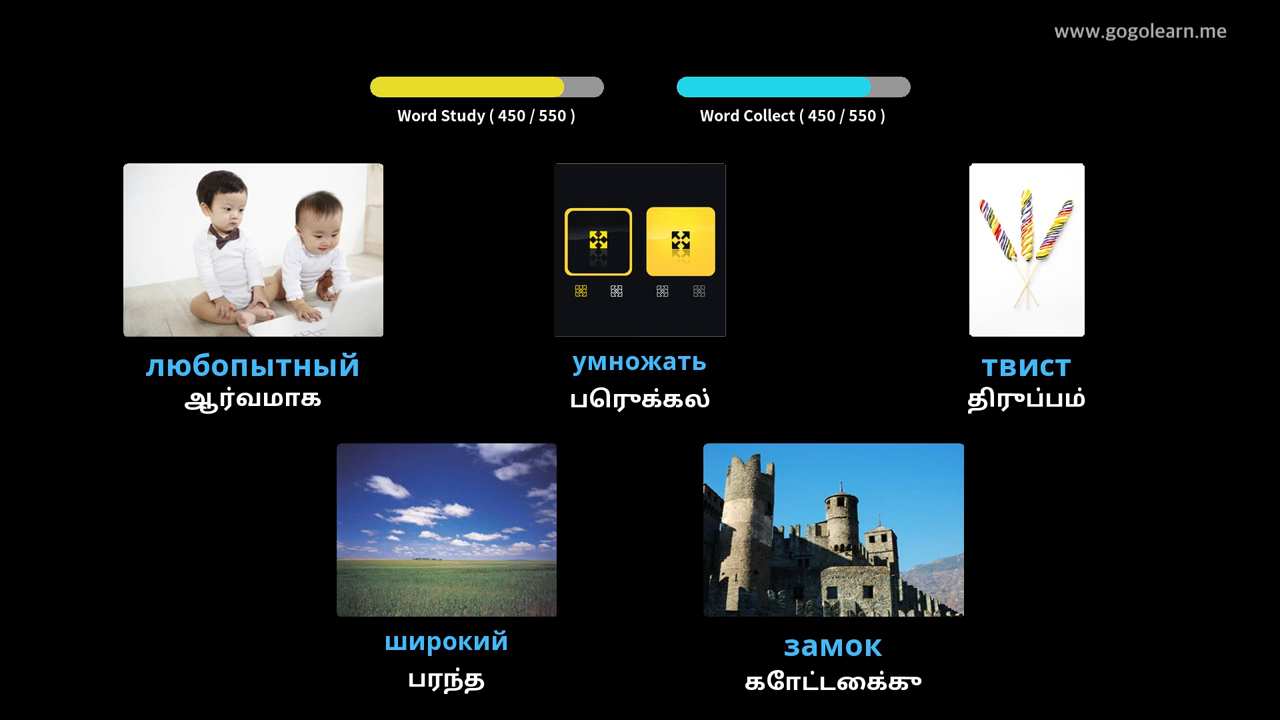 www.gogolearn.me
Word Study ( 450 / 550 )
Word Collect ( 450 / 550 )
любопытный
ஆர்வமாக
умножать
பெருக்கல்
твист
திருப்பம்
широкий
பரந்த
замок
கோட்டைக்கு